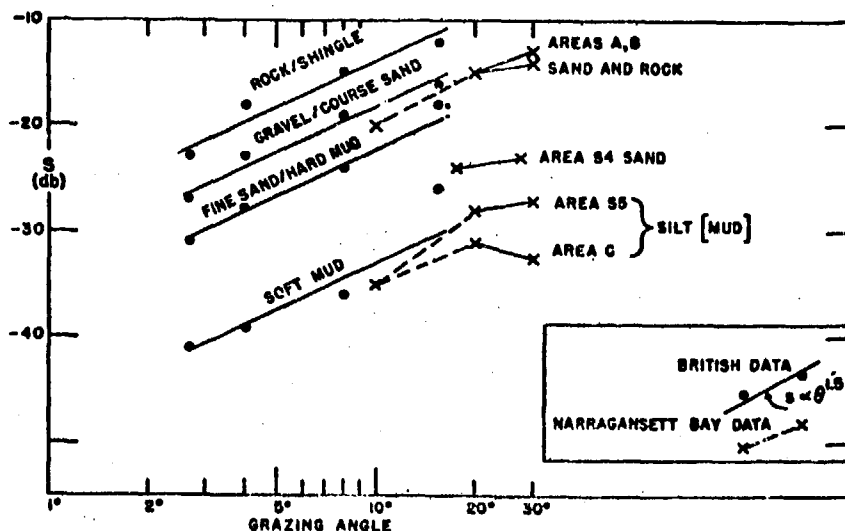 -10
-20
S
(db)
-30
-40
ROCK/SHINGLE
GRAVEL/COURSE SAND
FINE SAND/HARD MUD
SOFT MUD
AREAS A,B
SAND AND ROCK
AREA S4 SAND
AREA S5
SILT [MUD]
AREA C
BRITISH DATA
S ∝ θ^1.5
NARRAGANSETT BAY DATA
1° 2° 5° 10° 20° 30°
GRAZING ANGLE